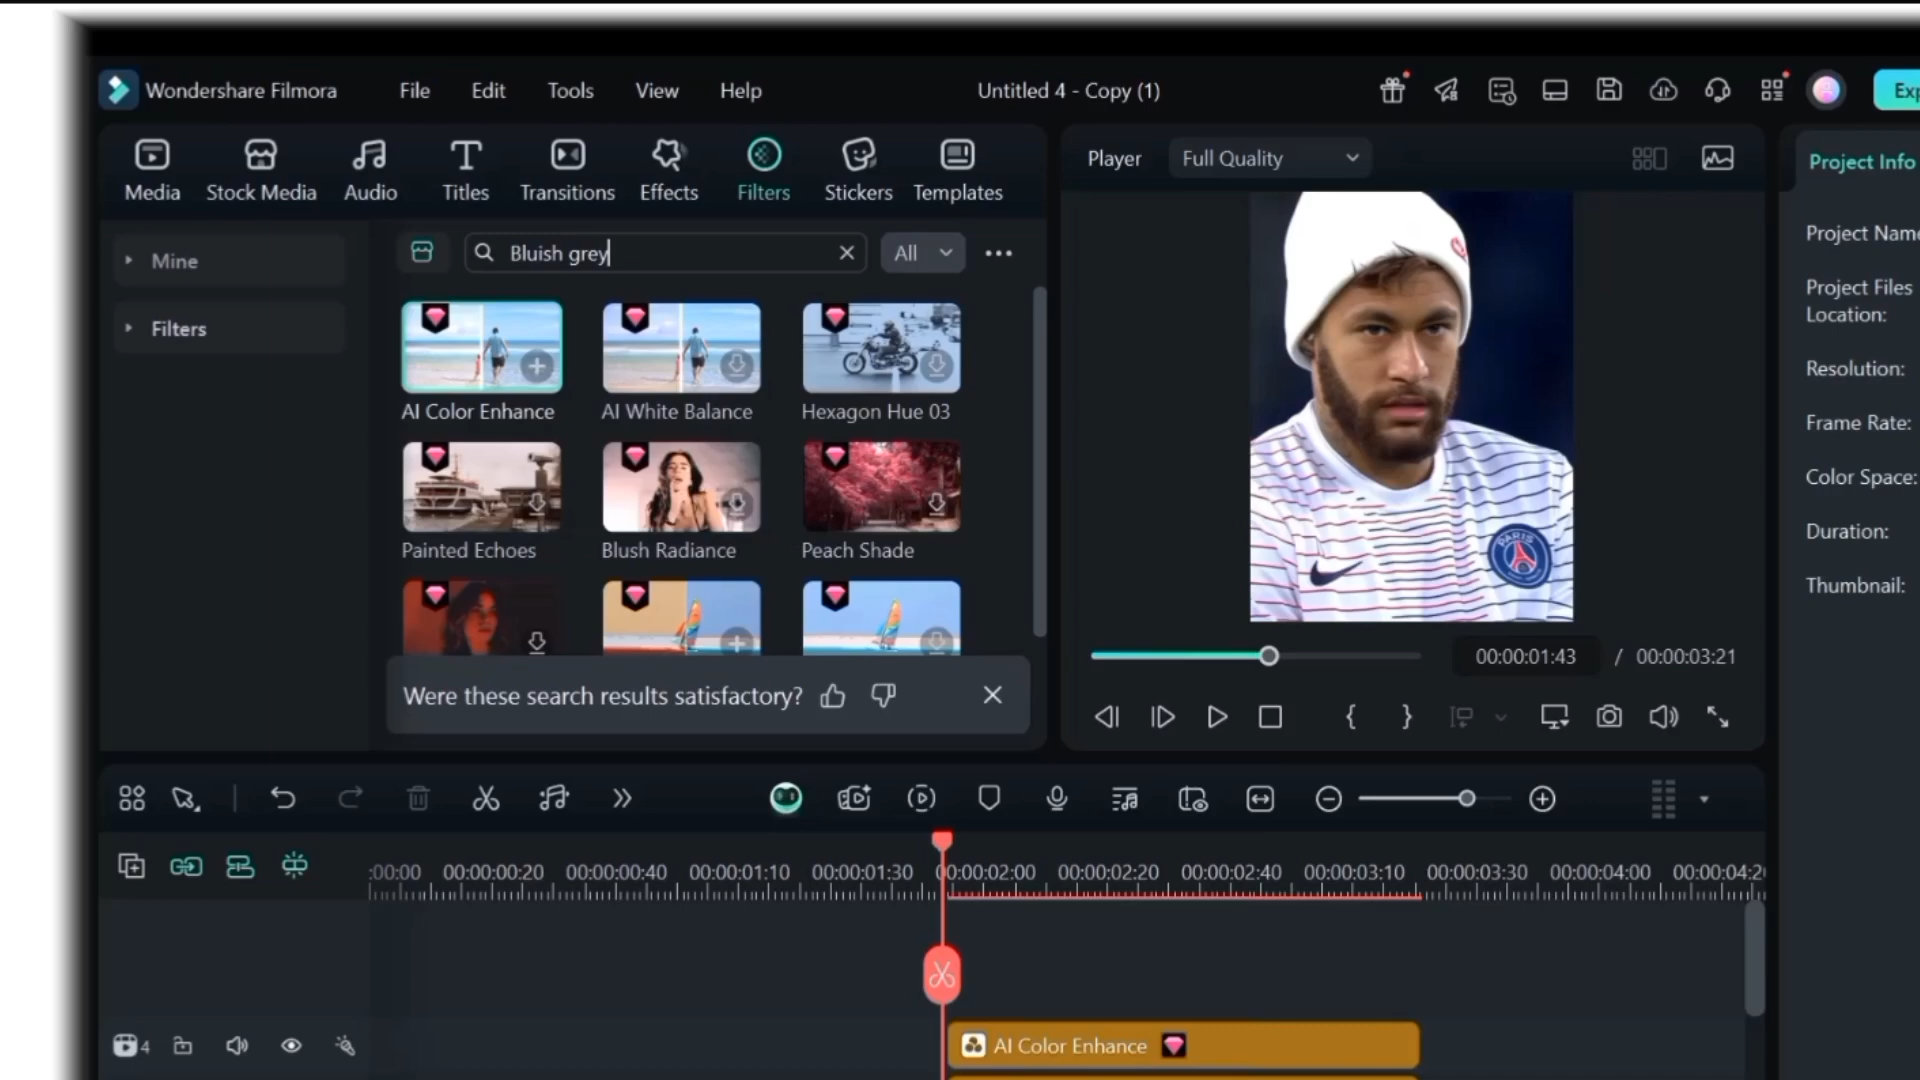 Wondershare Filmora File Edit Tools View Help Untitled 4 - Copy (1)
Media Stock Media Audio Titles Transitions Effects Filters Stickers Templates
Player Full Quality
Project Info
Mine
Filters
Bluish grey
All
AI Color Enhance AI White Balance Hexagon Hue 03
Painted Echoes Blush Radiance Peach Shade
Were these search results satisfactory?
PARIS
00:00:01:43 / 00:00:03:21
Project Name
Project Files
Location:
Resolution:
Frame Rate:
Color Space:
Duration:
Thumbnail:
:00:00 00:00:00:20 00:00:00:40 00:00:01:10 00:00:01:30 00:00:02:00 00:00:02:20 00:00:02:40 00:00:03:10 00:00:03:30 00:00:04:00 00:00:04:20
4
AI Color Enhance